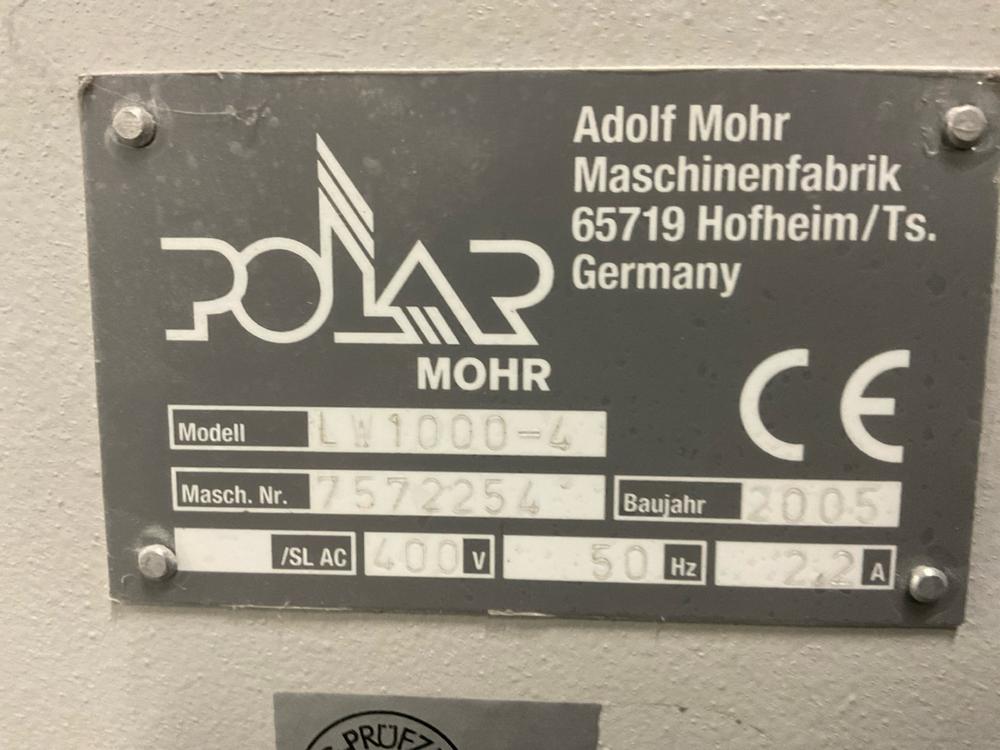 Adolf Mohr
Maschinenfabrik
65719 Hofheim/Ts.
Germany
POLAR
MOHR
CE
Modell LW1000-4
Masch. Nr. 7572254 Baujahr 2005
/SL AC 400 V 50 Hz 2,2 A